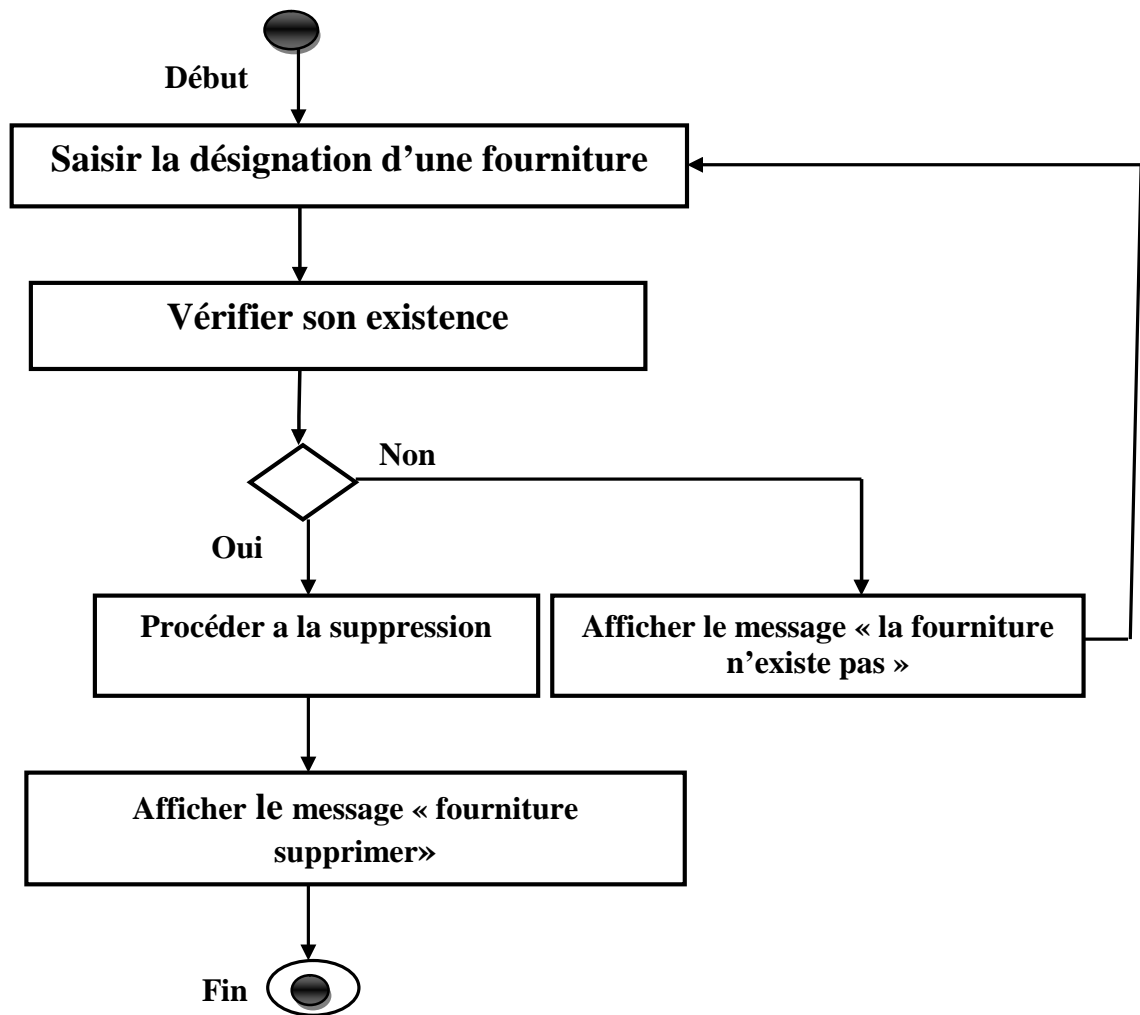 Début
Saisir la désignation d’une fourniture
Vérifier son existence
Non
Oui
Procéder a la suppression
Afficher le message « la fourniture
n’existe pas »
Afficher le message « fourniture
supprimer»
Fin